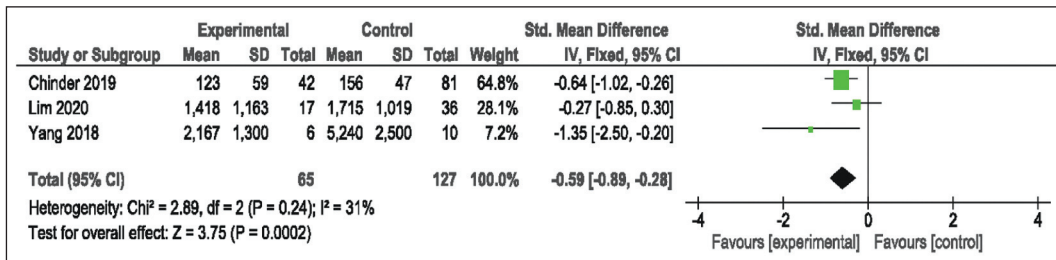 Experimental Control Std. Mean Difference Std. Mean Difference
Study or Subgroup Mean SD Total Mean SD Total Weight IV, Fixed, 95% CI IV, Fixed, 95% CI
Chinder 2019 123 59 42 156 47 81 64.8% -0.64 [-1.02, -0.26]
Lim 2020 1,418 1,163 17 1,715 1,019 36 28.1% -0.27 [-0.85, 0.30]
Yang 2018 2,167 1,300 6 5,240 2,500 10 7.2% -1.35 [-2.50, -0.20]
Total (95% CI) 65 127 100.0% -0.59 [-0.89, -0.28]
Heterogeneity: Chi² = 2.89, df = 2 (P = 0.24); I² = 31%
Test for overall effect: Z = 3.75 (P = 0.0002)
-4 -2 0 2 4
Favours [experimental] Favours [control]